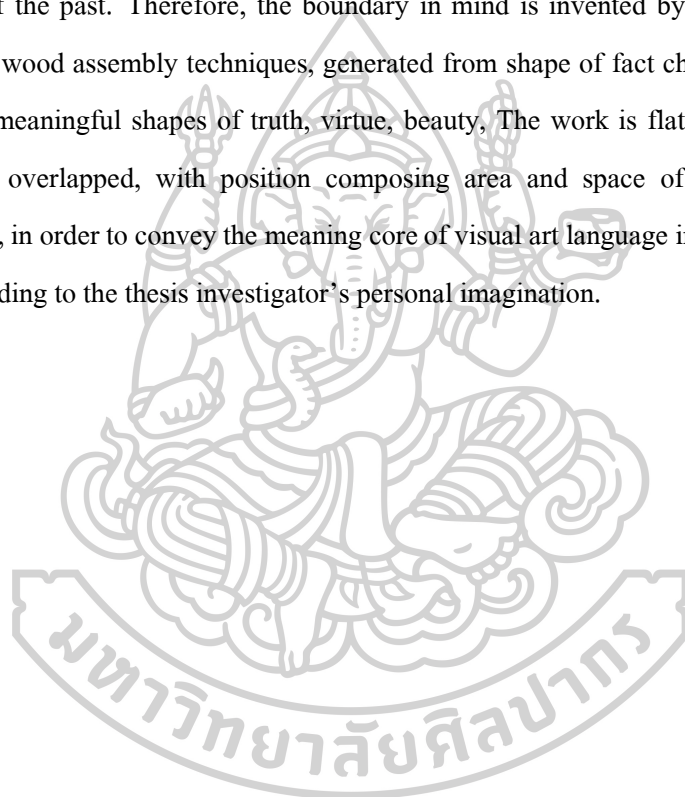 f the past. Therefore, the boundary in mind is invented by
wood assembly techniques, generated from shape of fact ch
meaningful shapes of truth, virtue, beauty, The work is flat
overlapped, with position composing area and space of
, in order to convey the meaning core of visual art language i
ding to the thesis investigator’s personal imagination.
มหาวิทยาลัยศิลปากร